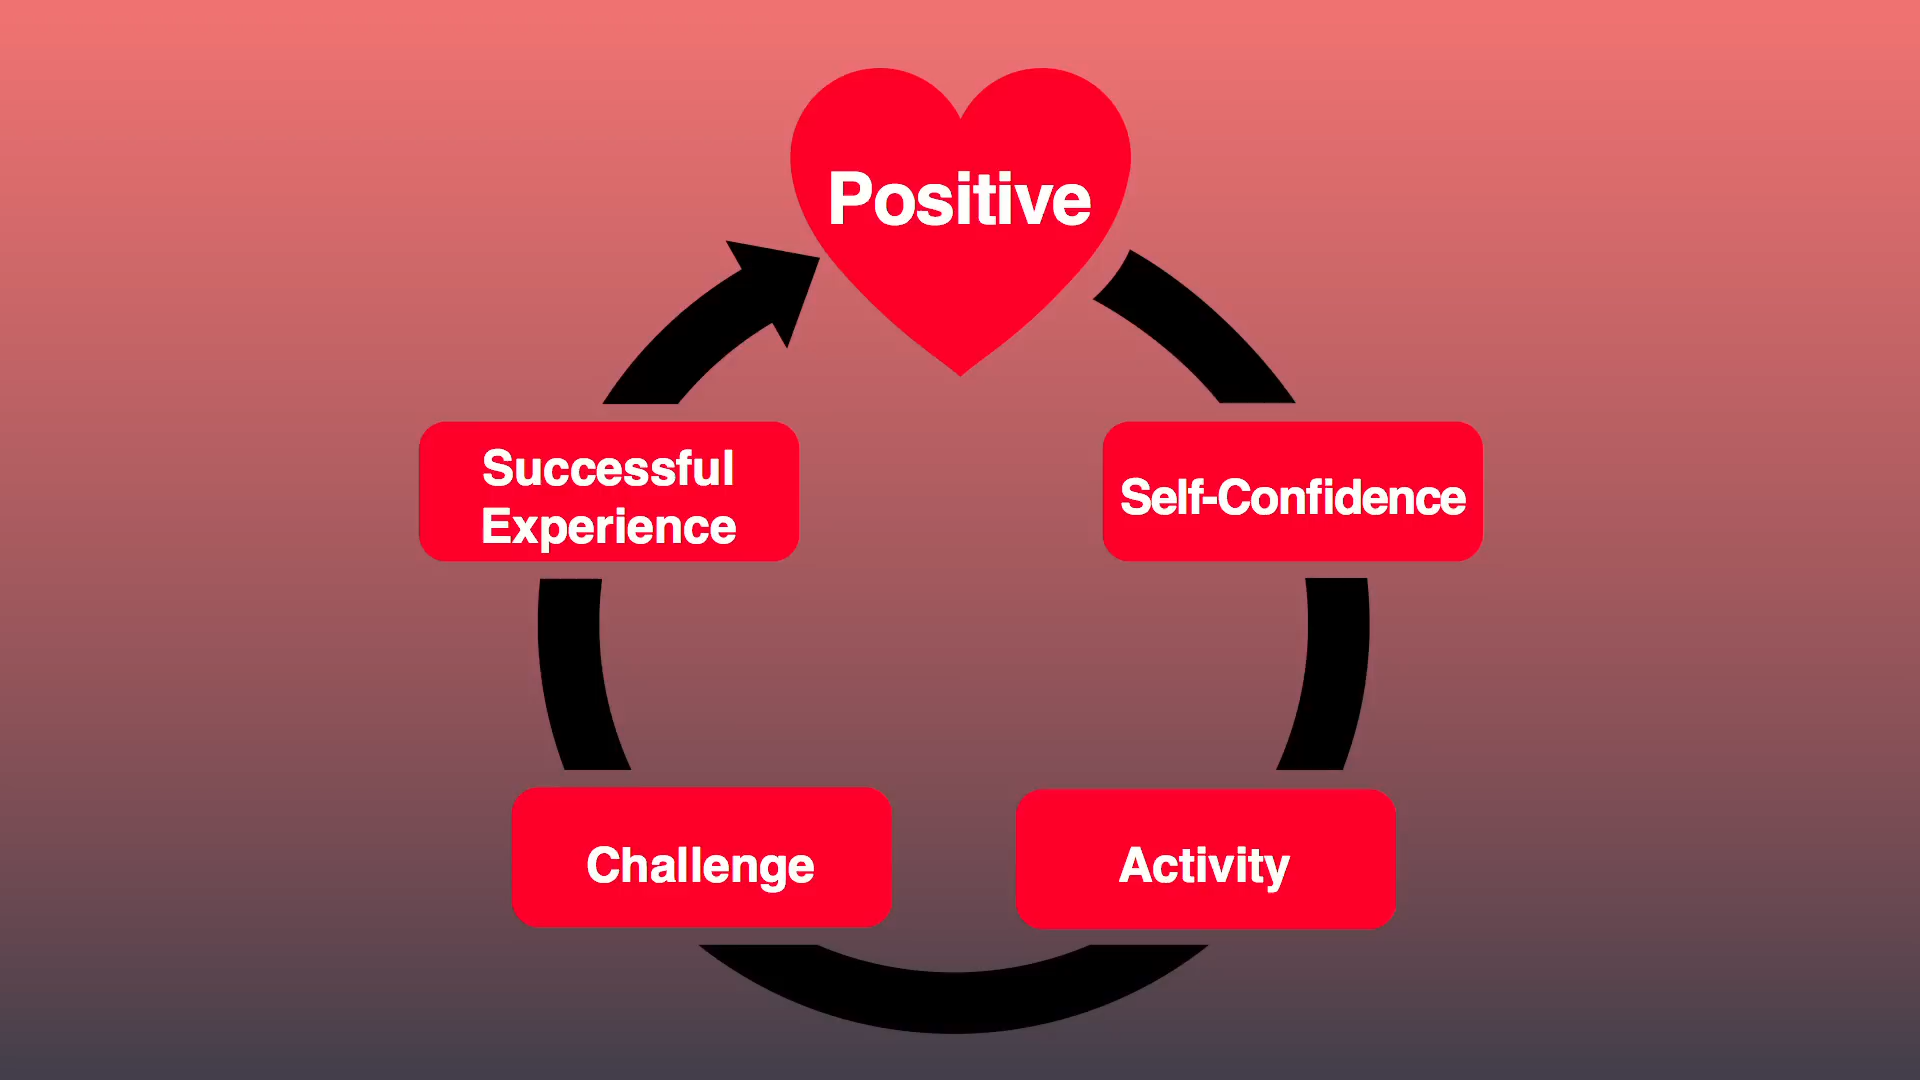 Positive
Successful
Experience
Self-Confidence
Challenge
Activity